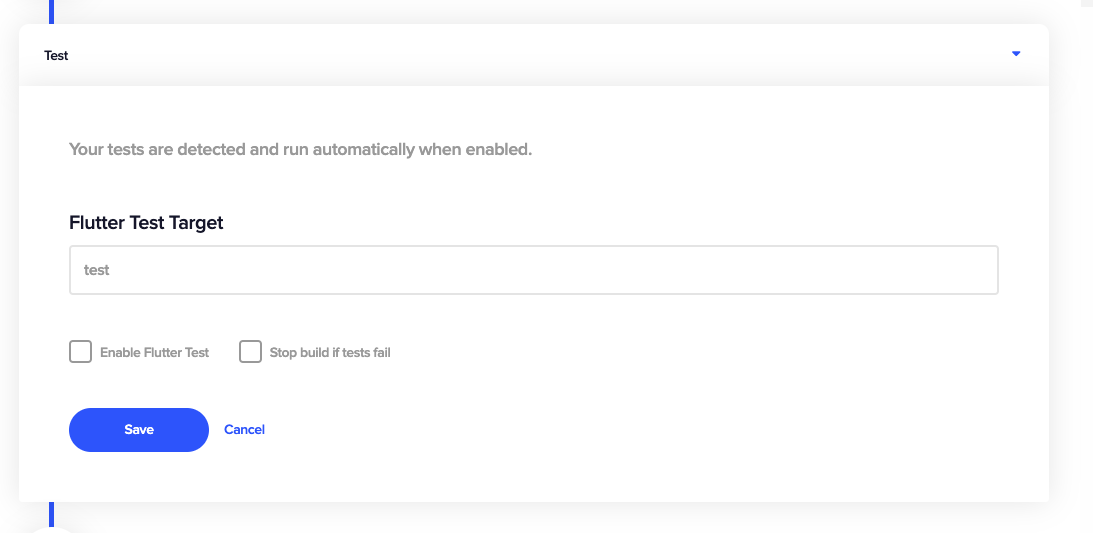 Test
Your tests are detected and run automatically when enabled.
Flutter Test Target
test
Enable Flutter Test Stop build if tests fail
Save Cancel